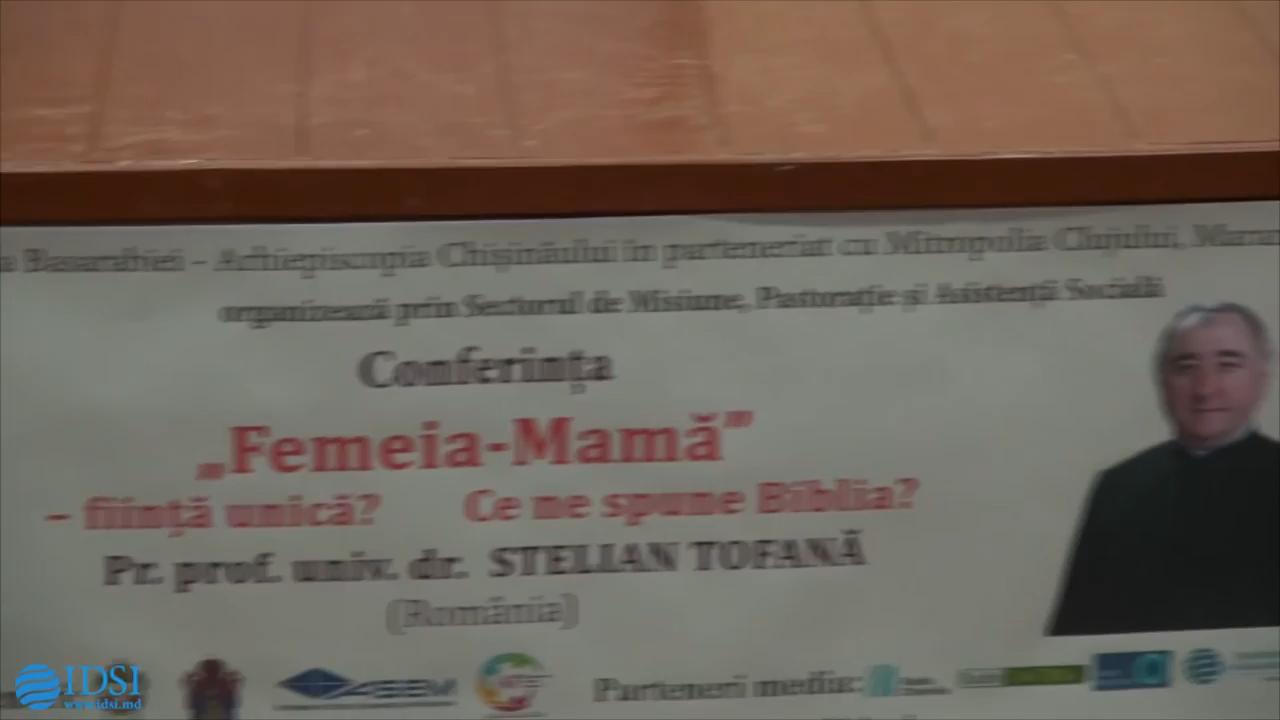 a Basarabiei – Arhiepiscopia Chișinăului în parteneriat cu Mitropolia Clujului,
organizează prin Sectorul de Misiune, Pastorație și Asistență Socială
Conferința
„Femeia-Mamă”
– ființă unică? Ce ne spune Biblia?
Pr. prof. univ. dr. STELIAN TOFANĂ
(România)
ASEM
Parteneri media:
IDSI
www.idsi.md